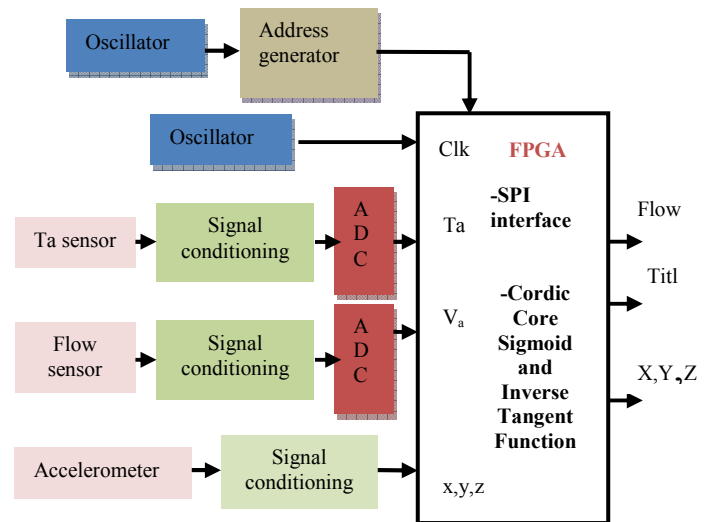 Oscillator
Address
generator
Oscillator
Clk
FPGA
-SPI
interface
Ta sensor
Signal
conditioning
A
D
C
Ta
Flow
Flow
sensor
Signal
conditioning
A
D
C
Vₐ
-Cordic
Core
Sigmoid
and
Inverse
Tangent
Function
Titl
X,Y,Z
Accelerometer
Signal
conditioning
x,y,z